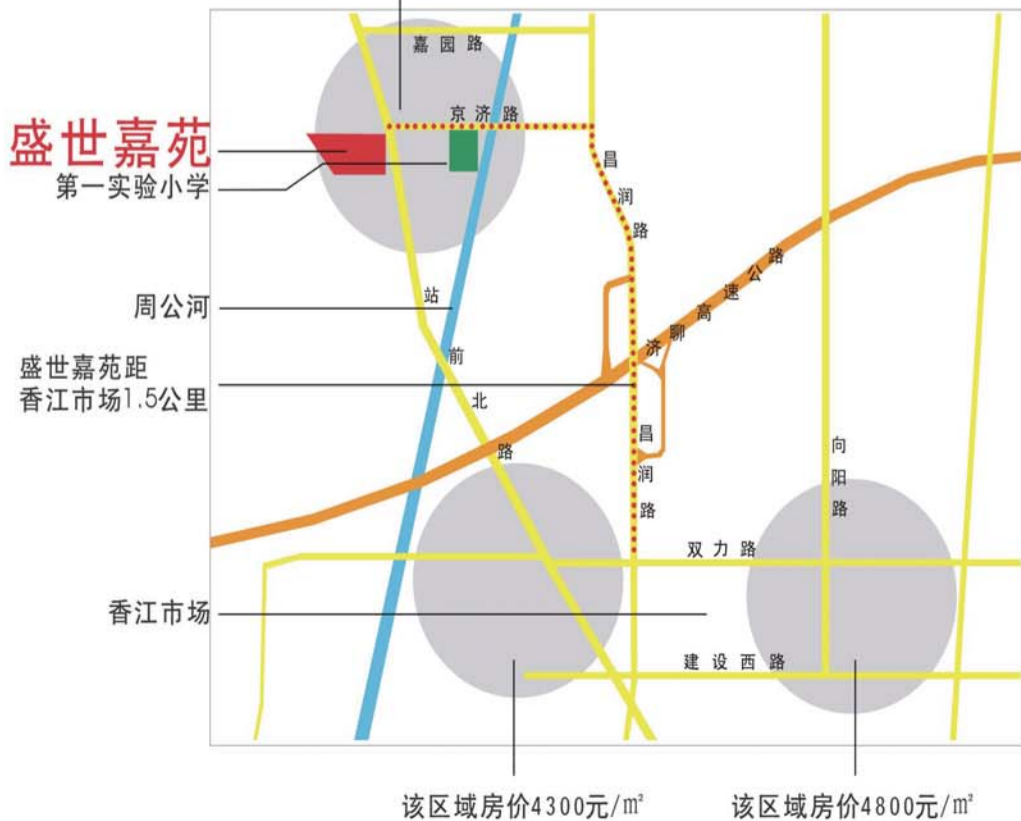 嘉园路
京济路
盛世嘉苑
第一实验小学
昌润路
周公河
站前北路
济聊高速公路
盛世嘉苑距
香江市场1.5公里
昌润路
向阳路
双力路
香江市场
建设西路
该区域房价4300元/㎡
该区域房价4800元/㎡